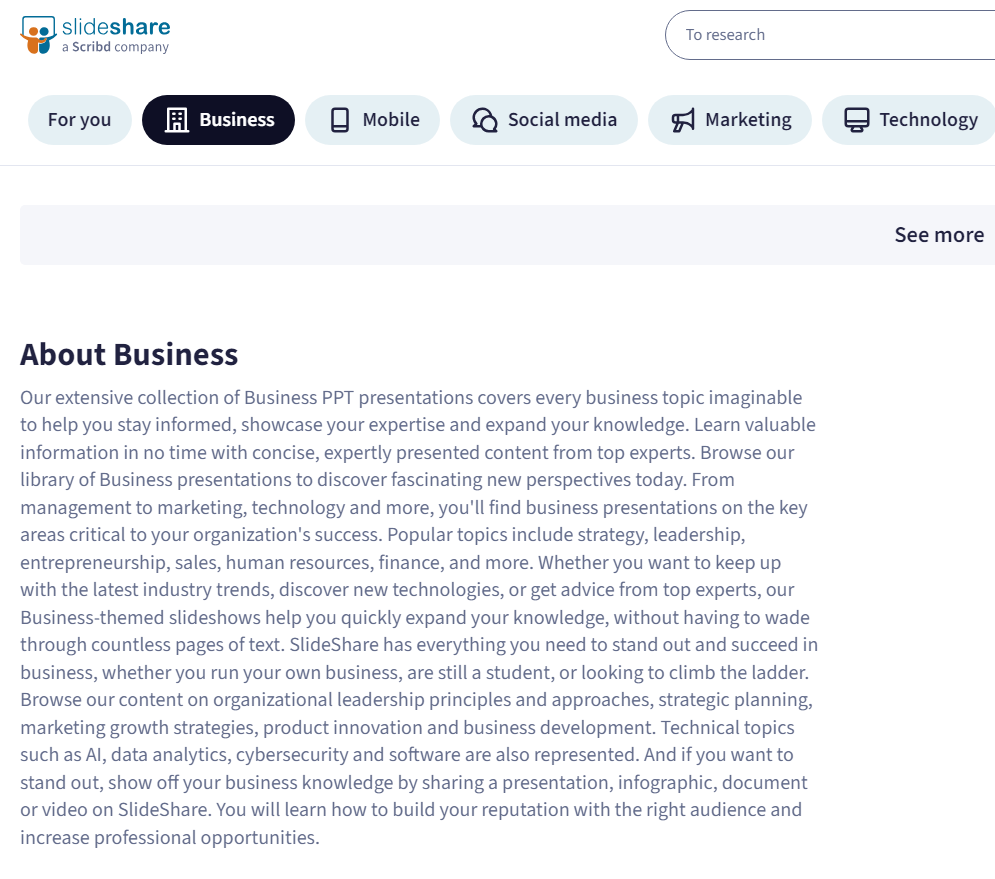 slideshare
a Scribd company
To research
For you
Business
Mobile
Social media
Marketing
Technology
See more
About Business
Our extensive collection of Business PPT presentations covers every business topic imaginable
to help you stay informed, showcase your expertise and expand your knowledge. Learn valuable
information in no time with concise, expertly presented content from top experts. Browse our
library of Business presentations to discover fascinating new perspectives today. From
management to marketing, technology and more, you'll find business presentations on the key
areas critical to your organization's success. Popular topics include strategy, leadership,
entrepreneurship, sales, human resources, finance, and more. Whether you want to keep up
with the latest industry trends, discover new technologies, or get advice from top experts, our
Business-themed slideshows help you quickly expand your knowledge, without having to wade
through countless pages of text. SlideShare has everything you need to stand out and succeed in
business, whether you run your own business, are still a student, or looking to climb the ladder.
Browse our content on organizational leadership principles and approaches, strategic planning,
marketing growth strategies, product innovation and business development. Technical topics
such as AI, data analytics, cybersecurity and software are also represented. And if you want to
stand out, show off your business knowledge by sharing a presentation, infographic, document
or video on SlideShare. You will learn how to build your reputation with the right audience and
increase professional opportunities.